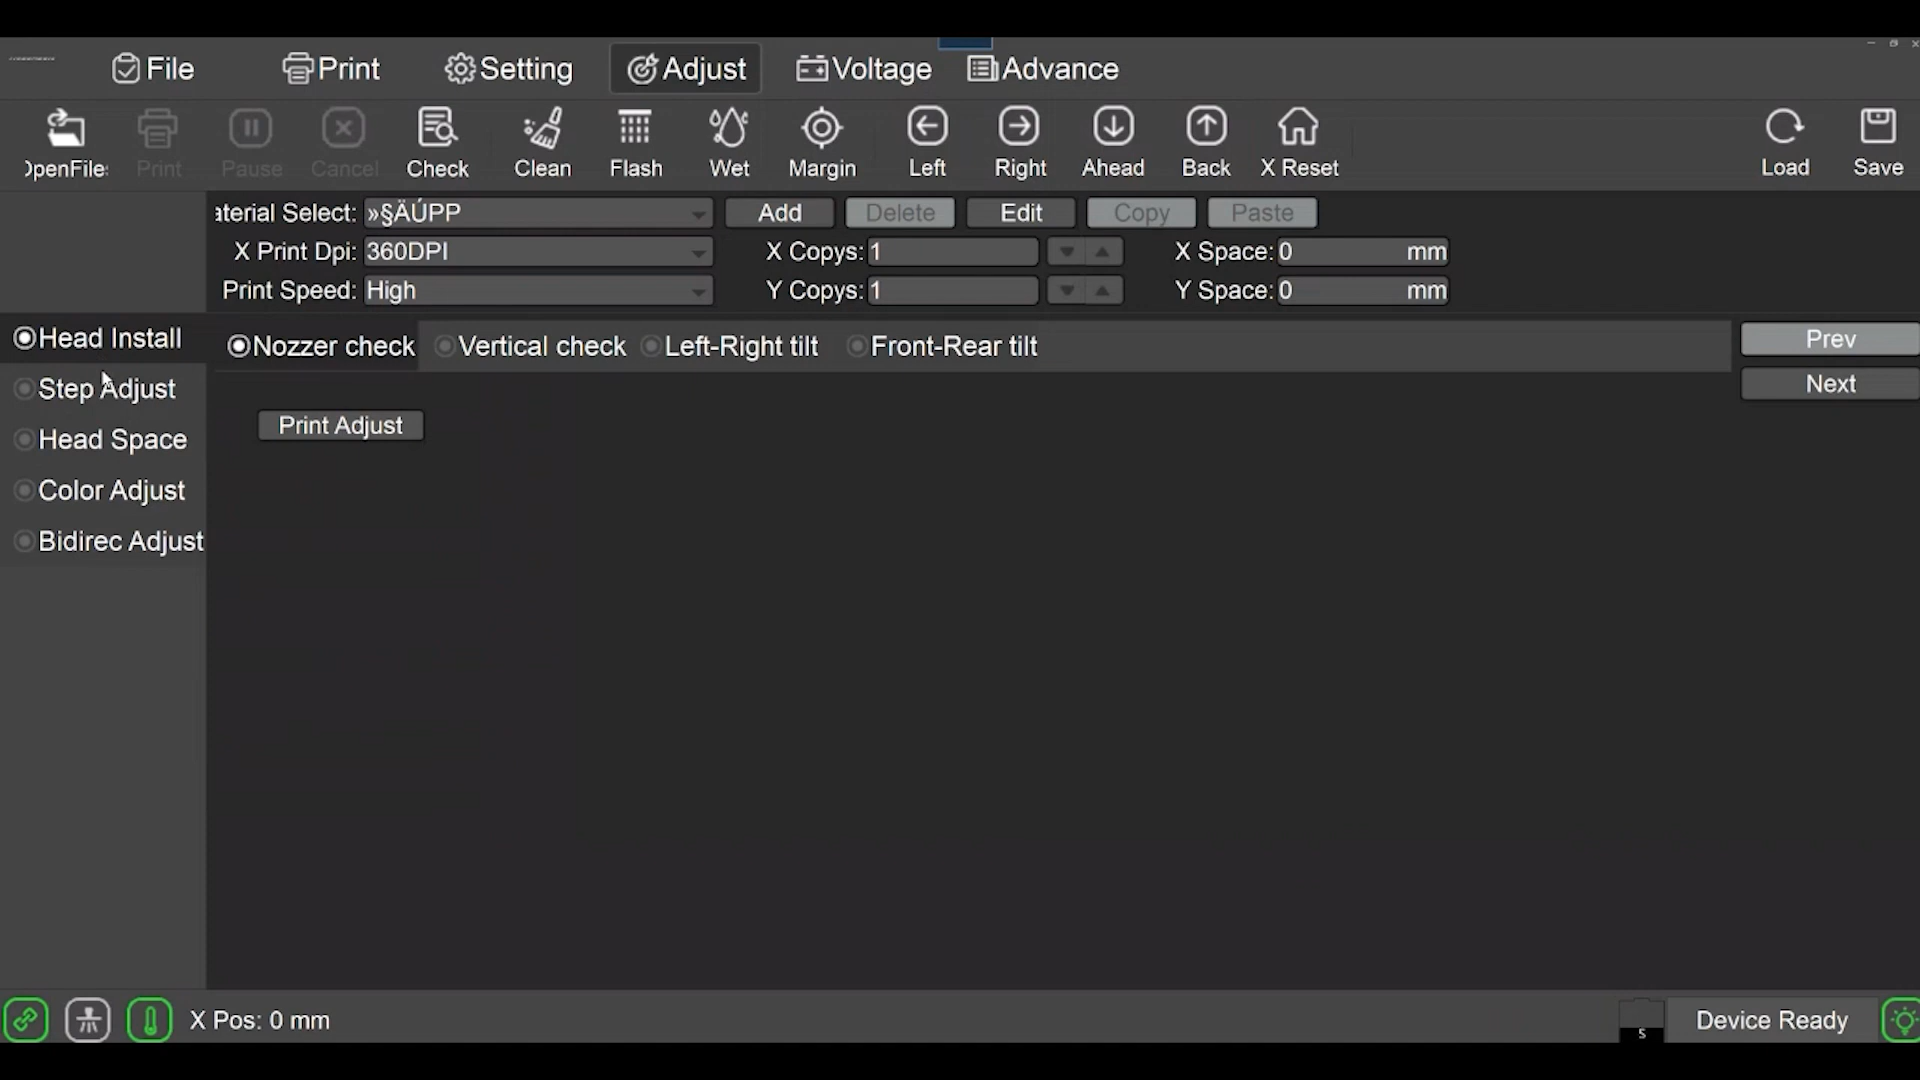 File Print Setting Adjust Voltage Advance
OpenFile Print Pause Cancel Check Clean Flash Wet Margin Left Right Ahead Back X Reset Load Save
aterial Select: »§ÄÚPP Add Delete Edit Copy Paste
X Print Dpi: 360DPI X Copys: 1 X Space: 0 mm
Print Speed: High Y Copys: 1 Y Space: 0 mm
Head Install
Step Adjust
Head Space
Color Adjust
Bidirec Adjust
Nozzer check Vertical check Left-Right tilt Front-Rear tilt
Prev
Next
Print Adjust
X Pos: 0 mm
S
Device Ready